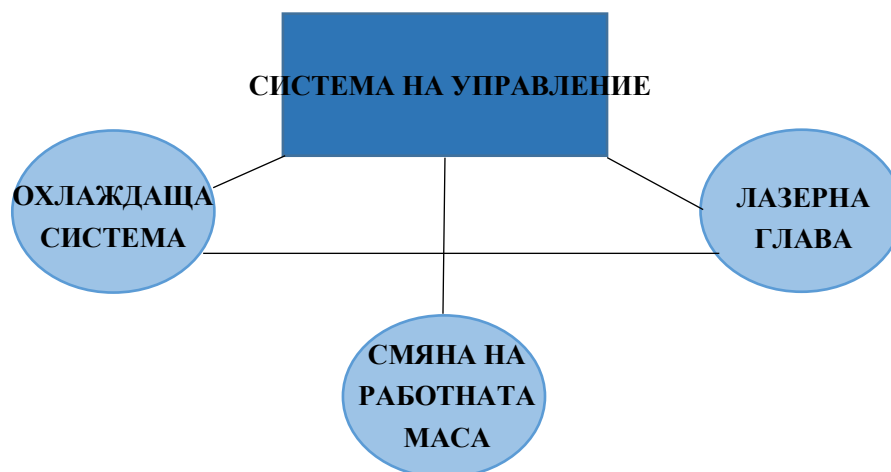 СИСТЕМА НА УПРАВЛЕНИЕ
ОХЛАЖДАЩА
СИСТЕМА
ЛАЗЕРНА
ГЛАВА
СМЯНА НА
РАБОТНАТА
МАСА